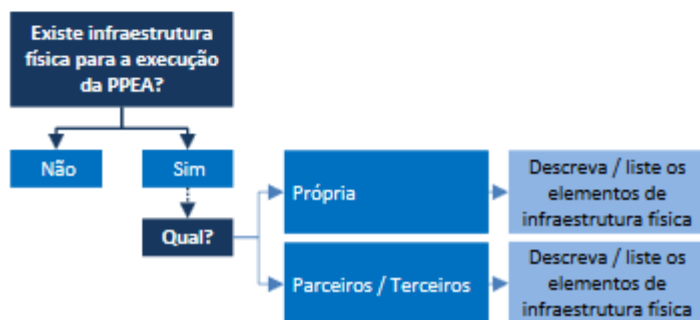 Existe infraestrutura
física para a execução
da PPEA?
Não
Sim
Qual?
Própria
Descreva / liste os
elementos de
infraestrutura física
Parceiros / Terceiros
Descreva / liste os
elementos de
infraestrutura física